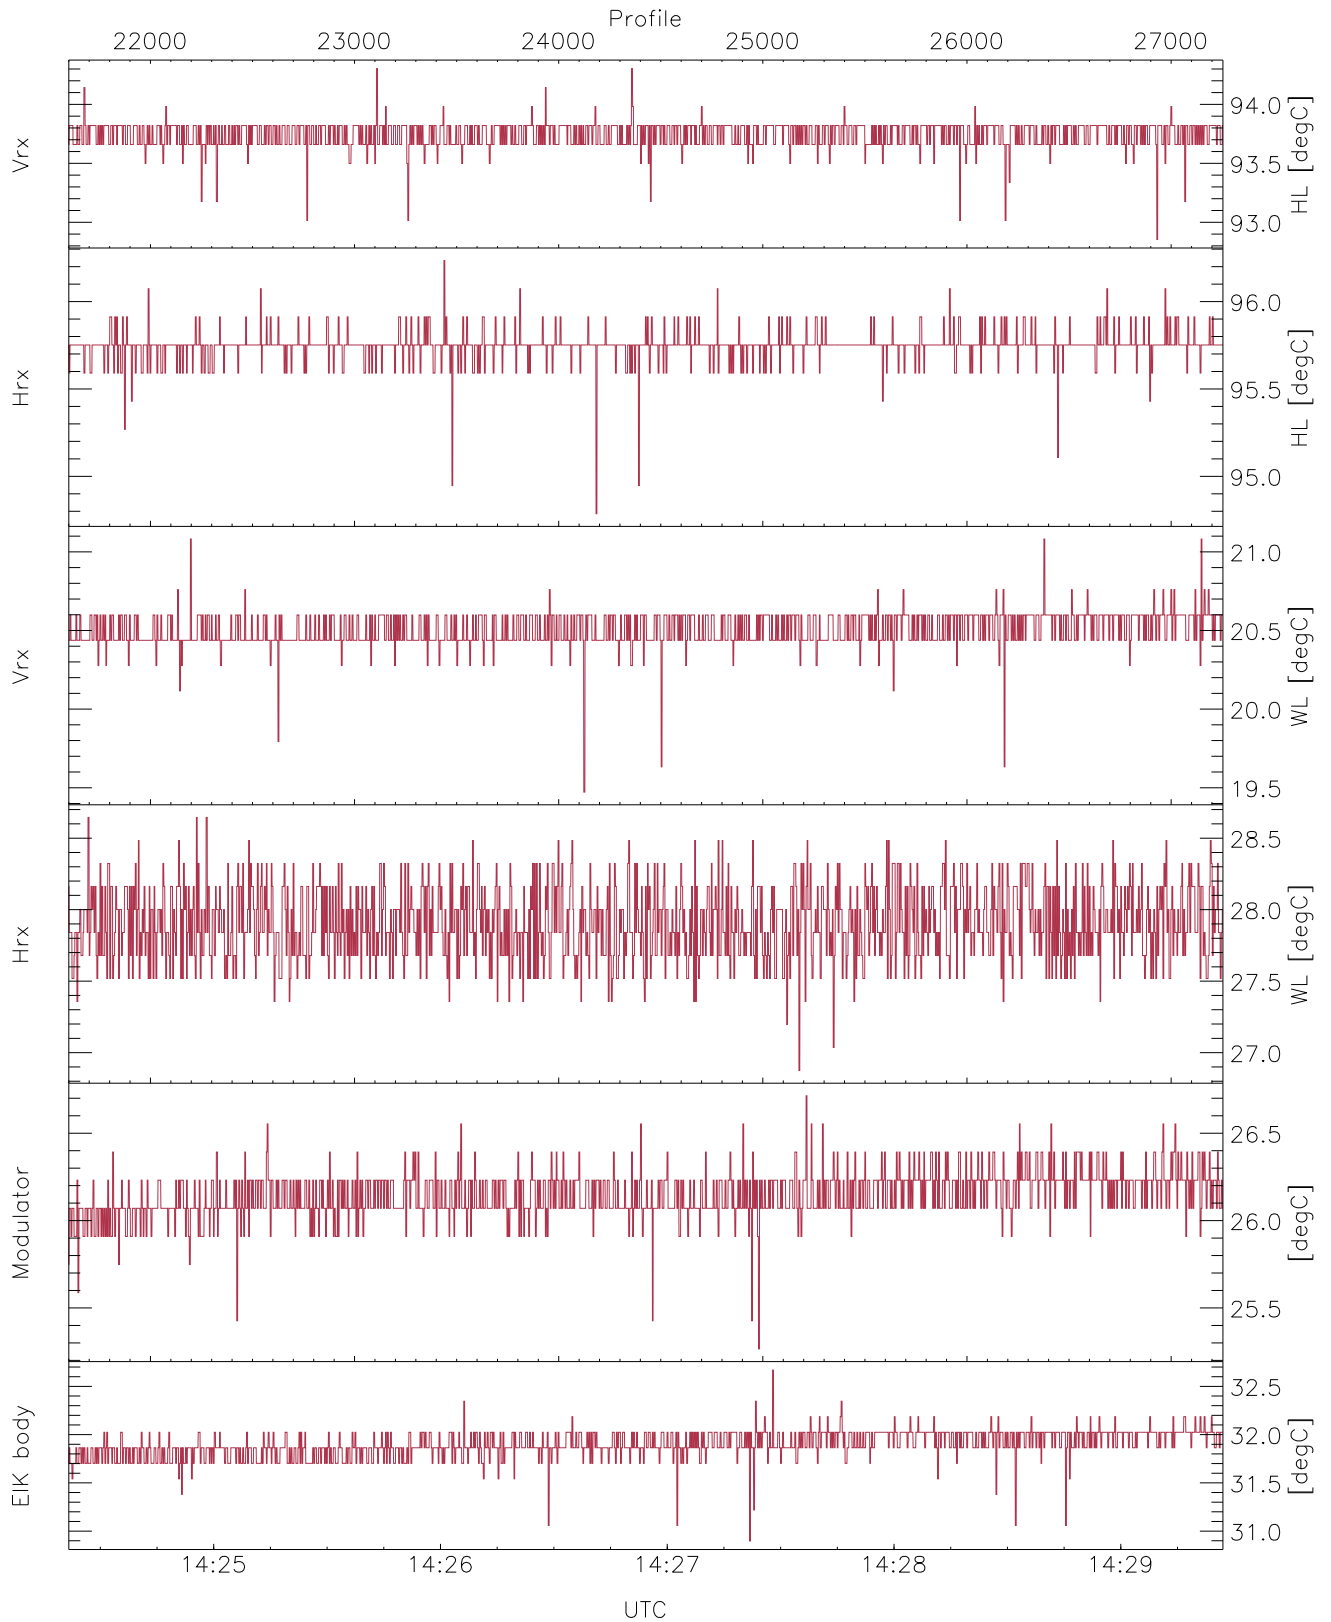 Profile
22000 23000 24000 25000 26000 27000
Vrx
94.0
93.5
93.0
HL [degC]
Hrx
96.0
95.5
95.0
HL [degC]
Vrx
21.0
20.5
20.0
19.5
WL [degC]
Hrx
28.5
28.0
27.5
27.0
WL [degC]
Modulator
26.5
26.0
25.5
[degC]
EIK body
32.5
32.0
31.5
31.0
[degC]
14:25 14:26 14:27 14:28 14:29
UTC